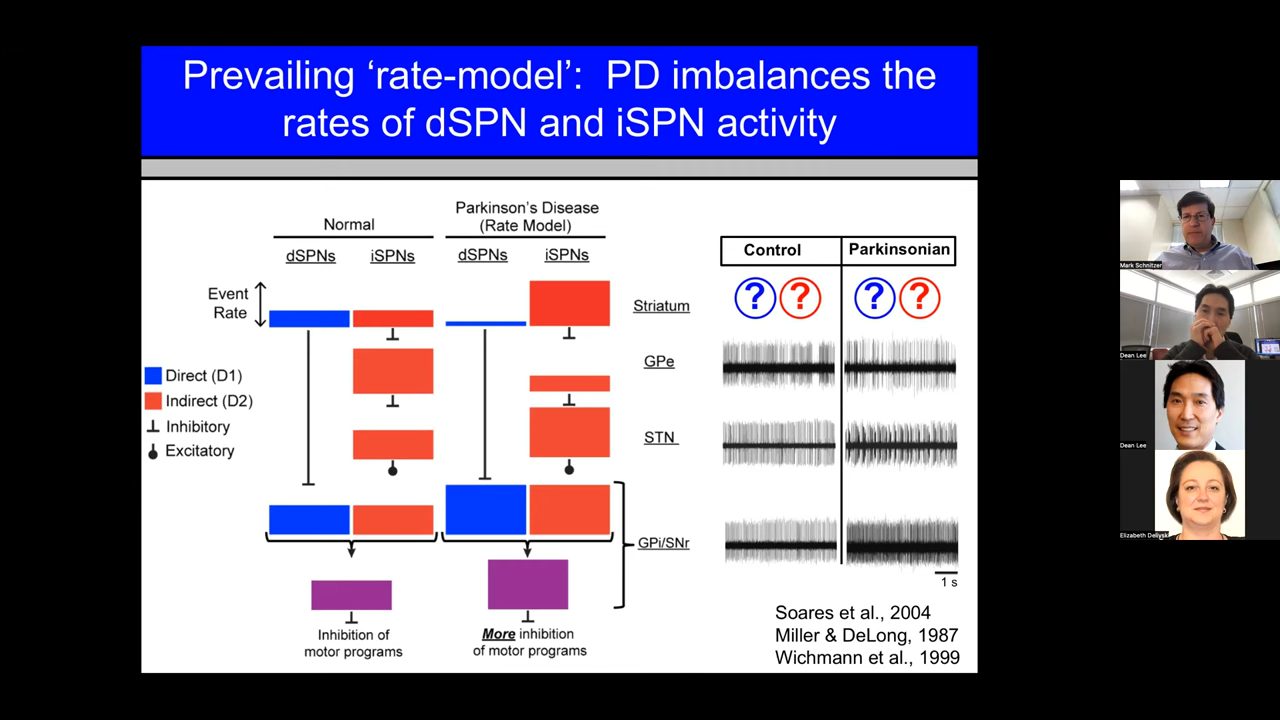 Prevailing ‘rate-model’: PD imbalances the
rates of dSPN and iSPN activity
Normal
Parkinson’s Disease
(Rate Model)
dSPNs
iSPNs
dSPNs
iSPNs
Event
Rate
Direct (D1)
Indirect (D2)
Inhibitory
Excitatory
Inhibition of
motor programs
More inhibition
of motor programs
Striatum
GPe
STN
GPi/SNr
Control
Parkinsonian
? ? ? ?
1 s
Soares et al., 2004
Miller & DeLong, 1987
Wichmann et al., 1999
Mark Schnitzer
Dean Lee
Dean Lee